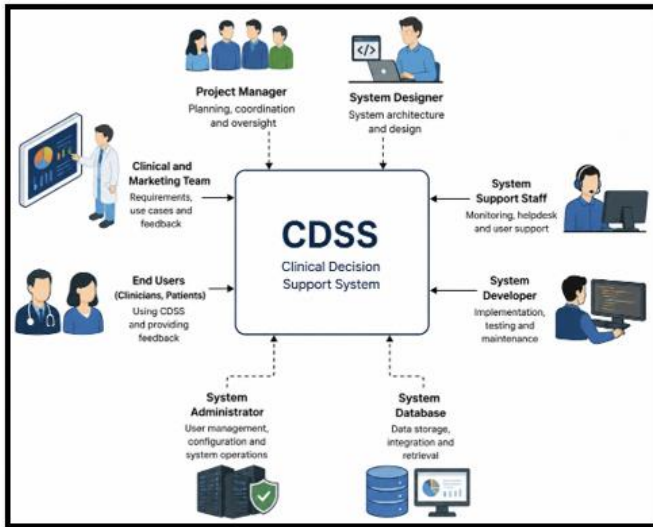 Project Manager
Planning, coordination
and oversight
System Designer
System architecture
and design
Clinical and
Marketing Team
Requirements,
use cases and
feedback
System
Support Staff
Monitoring, helpdesk
and user support
CDSS
Clinical Decision
Support System
End Users
(Clinicians, Patients)
Using CDSS
and providing
feedback
System
Developer
Implementation,
testing and
maintenance
System
Administrator
User management,
configuration and
system operations
System
Database
Data storage,
integration and
retrieval